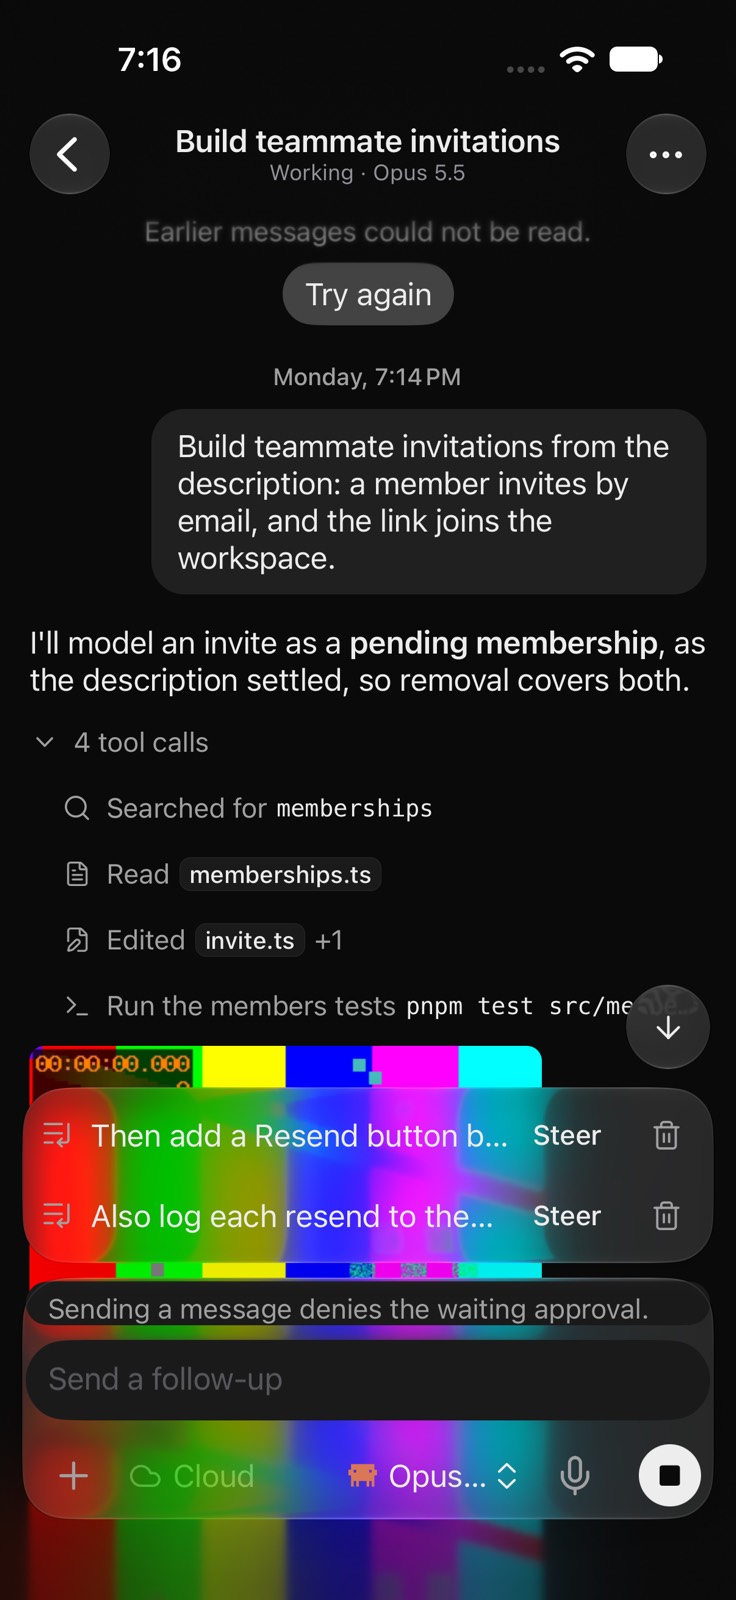 7:16
Build teammate invitations
Working · Opus 5.5
Earlier messages could not be read.
Try again
Monday, 7:14 PM
Build teammate invitations from the
description: a member invites by
email, and the link joins the
workspace.
I'll model an invite as a pending membership, as
the description settled, so removal covers both.
4 tool calls
Searched for memberships
Read memberships.ts
Edited invite.ts +1
Run the members tests pnpm test src/me
00:00:00.000
Then add a Resend button b... Steer
Also log each resend to the... Steer
Sending a message denies the waiting approval.
Send a follow-up
Cloud Opus...